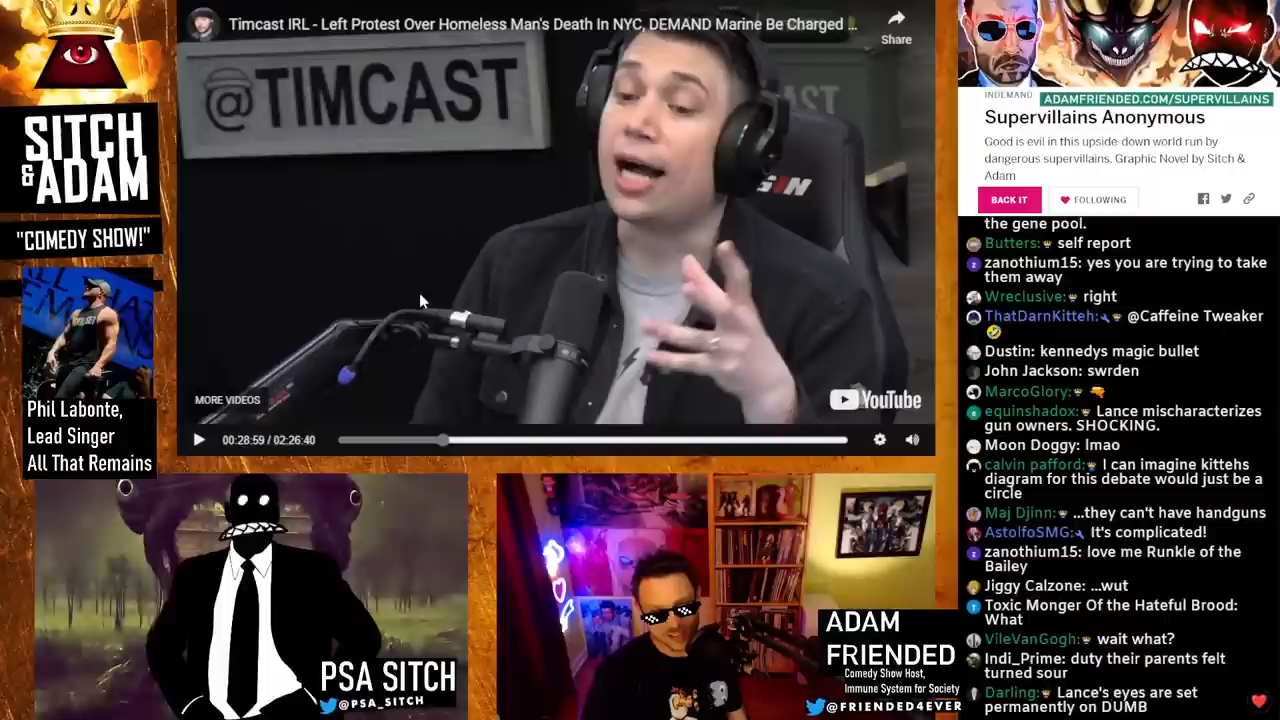 Timcast IRL - Left Protest Over Homeless Man's Death In NYC, DEMAND Marine Be Charged ...
Share
@TIMCAST
CAST
MORE VIDEOS
YouTube
00:28:59 / 02:26:40
SITCH
& ADAM
"COMEDY SHOW!"
Phil Labonte,
Lead Singer
All That Remains
PSA SITCH
@PSA_SITCH
ADAM
FRIENDED
Comedy Show Host,
Immune System for Society
@FRIENDED4EVER
INDEMAND
ADAMFRIENDED.COM/SUPERVILLAINS
Supervillains Anonymous
Good is evil in this upside-down world run by
dangerous supervillains. Graphic Novel by Sitch &
Adam
BACK IT
FOLLOWING
the gene pool.
Butters: self report
zanothium15: yes you are trying to take
them away
Wreclusive: right
ThatDarnKitteh: @Caffeine Tweaker
🤣
Dustin: kennedys magic bullet
John Jackson: swrden
MarcoGlory: 🔫
equinshadox: Lance mischaracterizes
gun owners. SHOCKING.
Moon Doggy: lmao
calvin pafford: I can imagine kittehs
diagram for this debate would just be a
circle
Maj Djinn: ...they can't have handguns
AstolfoSMG: It's complicated!
zanothium15: love me Runkle of the
Bailey
Jiggy Calzone: ...wut
Toxic Monger Of the Hateful Brood:
What
VileVanGogh: wait what?
Indi_Prime: duty their parents felt
turned sour
Darling: Lance's eyes are set
permanently on DUMB